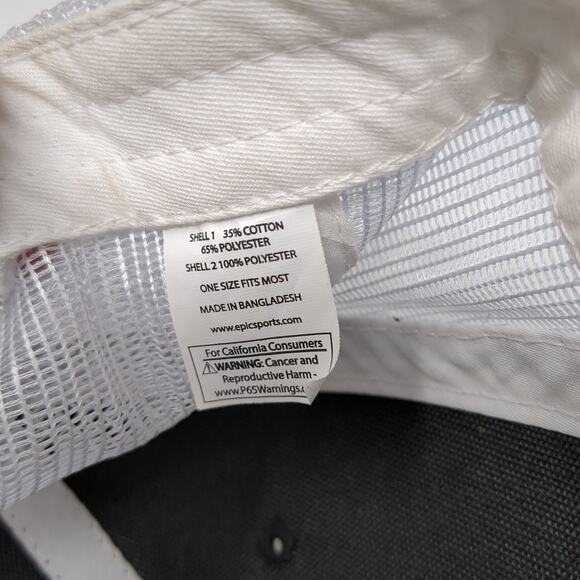 SHELL 1 35% COTTON
65% POLYESTER
SHELL 2 100% POLYESTER
ONE SIZE FITS MOST
MADE IN BANGLADESH
www.epicsports.com
For California Consumers
⚠WARNING: Cancer and
Reproductive Harm -
www.P65Warnings.